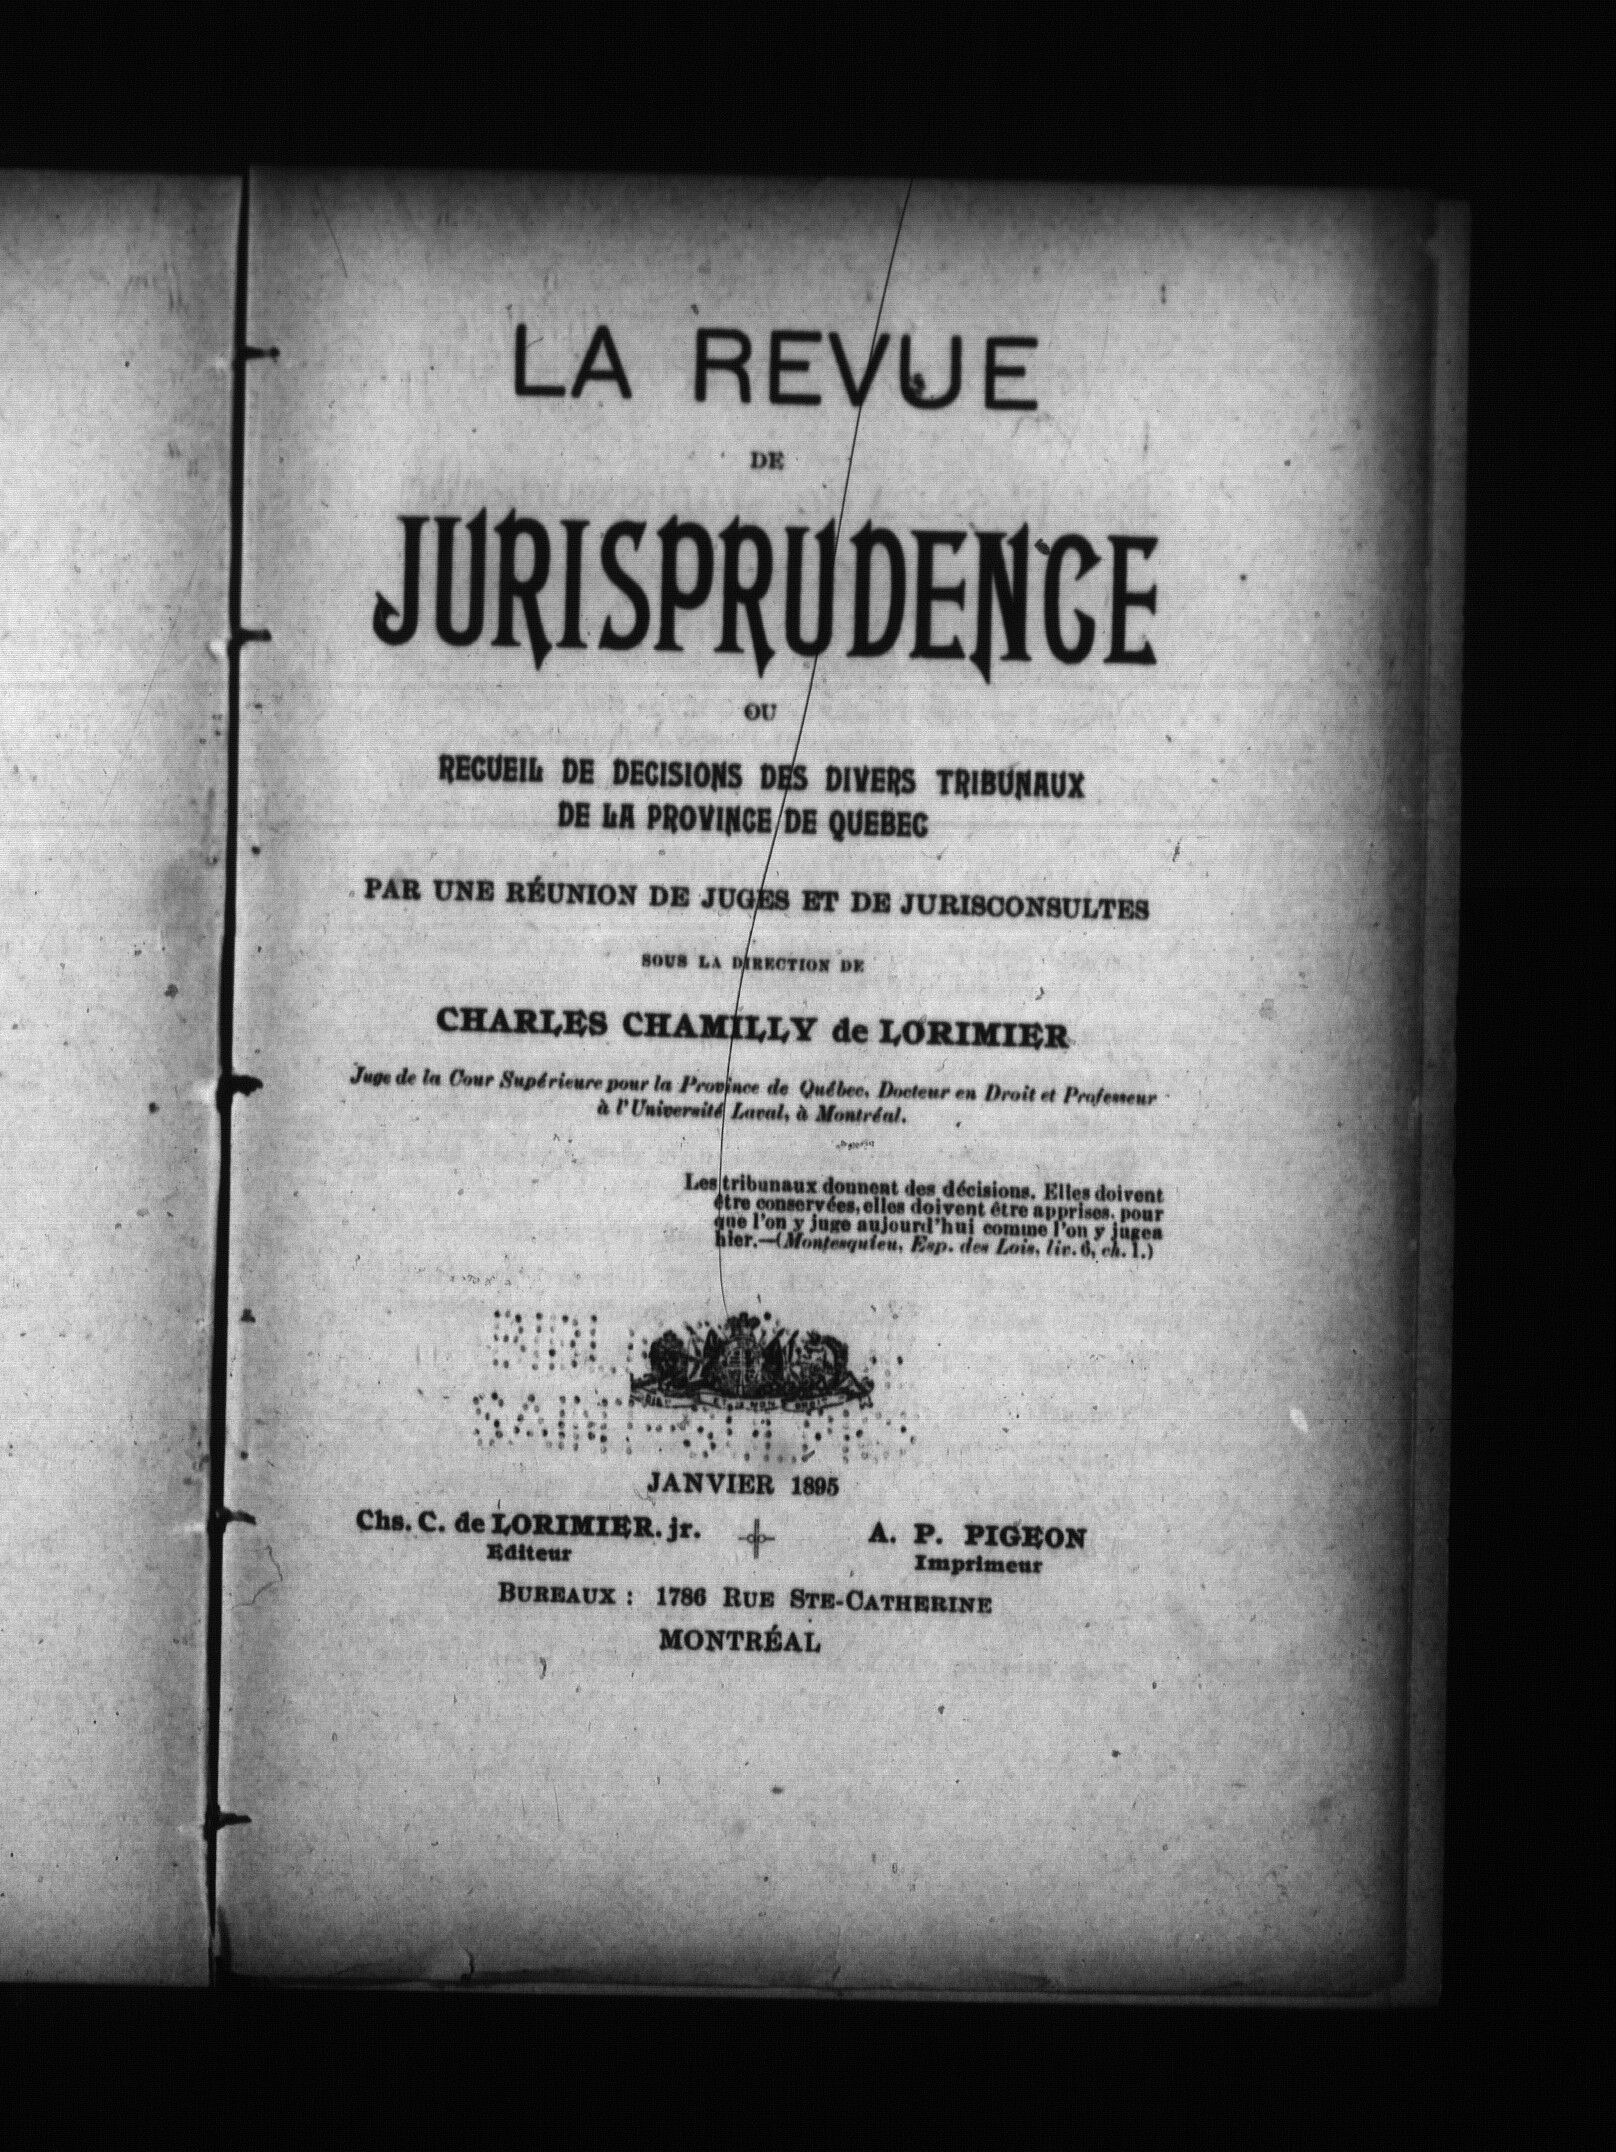 LA REVUE
DE
JURISPRUDENCE
OU
RECUEIL DE DECISIONS DES DIVERS TRIBUNAUX
DE LA PROVINCE DE QUEBEC
PAR UNE RÉUNION DE JUGES ET DE JURISCONSULTES
SOUS LA DIRECTION DE
CHARLES CHAMILLY de LORIMIER
Juge de la Cour Supérieure pour la Province de Québec, Docteur en Droit et Professeur
à l'Université Laval, à Montréal.
Les tribunaux donnent des décisions. Elles doivent
être conservées, elles doivent être apprises, pour
que l'on y juge aujourd'hui comme l'on y jugea
hier.—(Montesquieu, Esp. des Lois, liv. 6, ch. 1.)
JANVIER 1895
Chs. C. de LORIMIER. jr.
Editeur
A. P. PIGEON
Imprimeur
BUREAUX : 1786 RUE STE-CATHERINE
MONTRÉAL